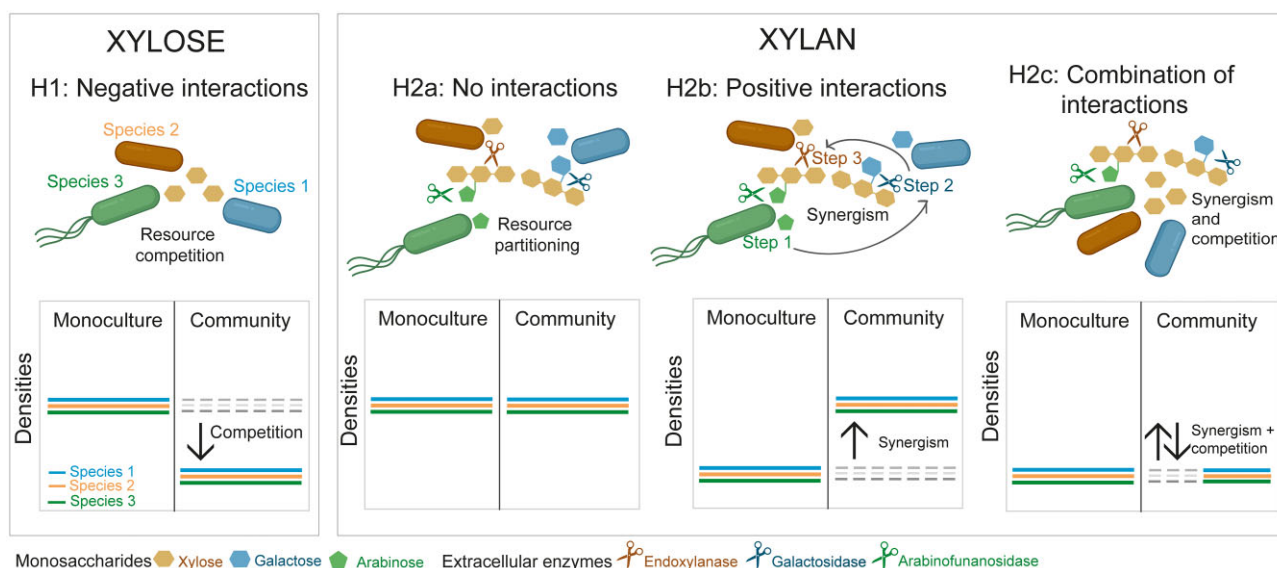 XYLOSE
H1: Negative interactions
Species 2
Species 3
Species 1
Resource
competition
Monoculture
Community
Densities
Competition
Species 1
Species 2
Species 3
XYLAN
H2a: No interactions
Resource
partitioning
Monoculture
Community
Densities
H2b: Positive interactions
Step 3
Step 2
Synergism
Step 1
Monoculture
Community
Densities
Synergism
H2c: Combination of
interactions
Synergism
and
competition
Monoculture
Community
Densities
Synergism +
competition
Monosaccharides Xylose Galactose Arabinose Extracellular enzymes Endoxylanase Galactosidase Arabinofunanosidase